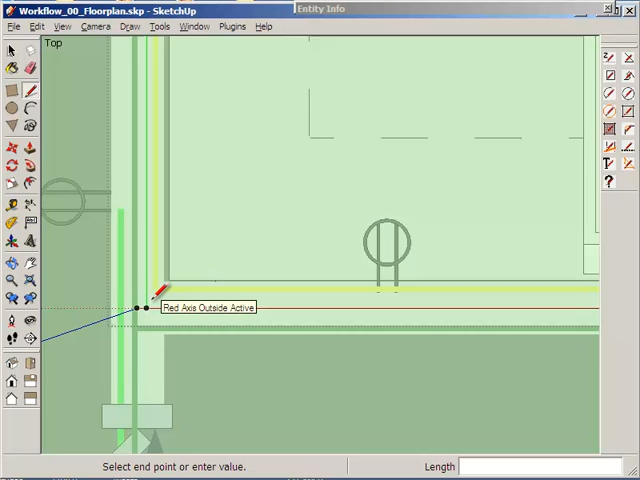 Workflow_00_Floorplan.skp - SketchUp
Entity Info
File Edit View Camera Draw Tools Window Plugins Help
Top
Red Axis Outside Active
Select end point or enter value.
Length